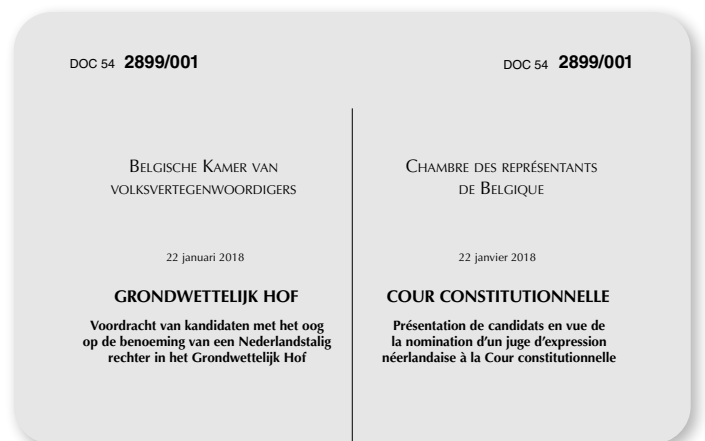 DOC 54 2899/001
BELGISCHE KAMER VAN
VOLKSVERTEGENWOORDIGERS
22 januari 2018
GRONDWETTELIJK HOF
Voordracht van kandidaten met het oog
op de benoeming van een Nederlandstalig
rechter in het Grondwettelijk Hof
DOC 54 2899/001
CHAMBRE DES REPRÉSENTANTS
DE BELGIQUE
22 janvier 2018
COUR CONSTITUTIONNELLE
Présentation de candidats en vue de
la nomination d’un juge d’expression
néerlandaise à la Cour constitutionnelle